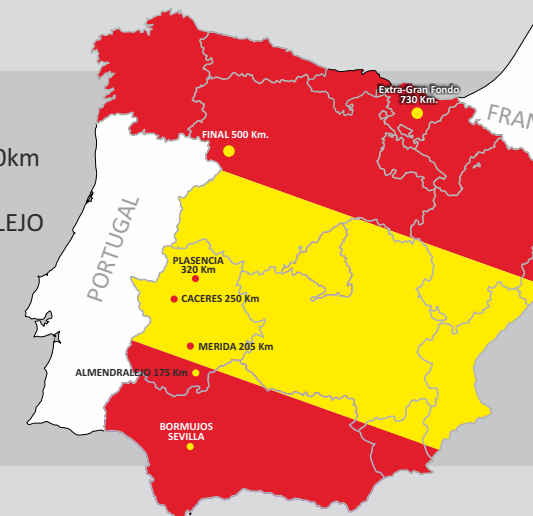 Extra-Gran Fondo
730 Km.
FRAN
FINAL 500 Km.
0km
LEJO
PORTUGAL
PLASENCIA
320 Km
CACERES 250 Km
MERIDA 205 Km
ALMENDRALEJO 175 Km
BORMUJOS
SEVILLA